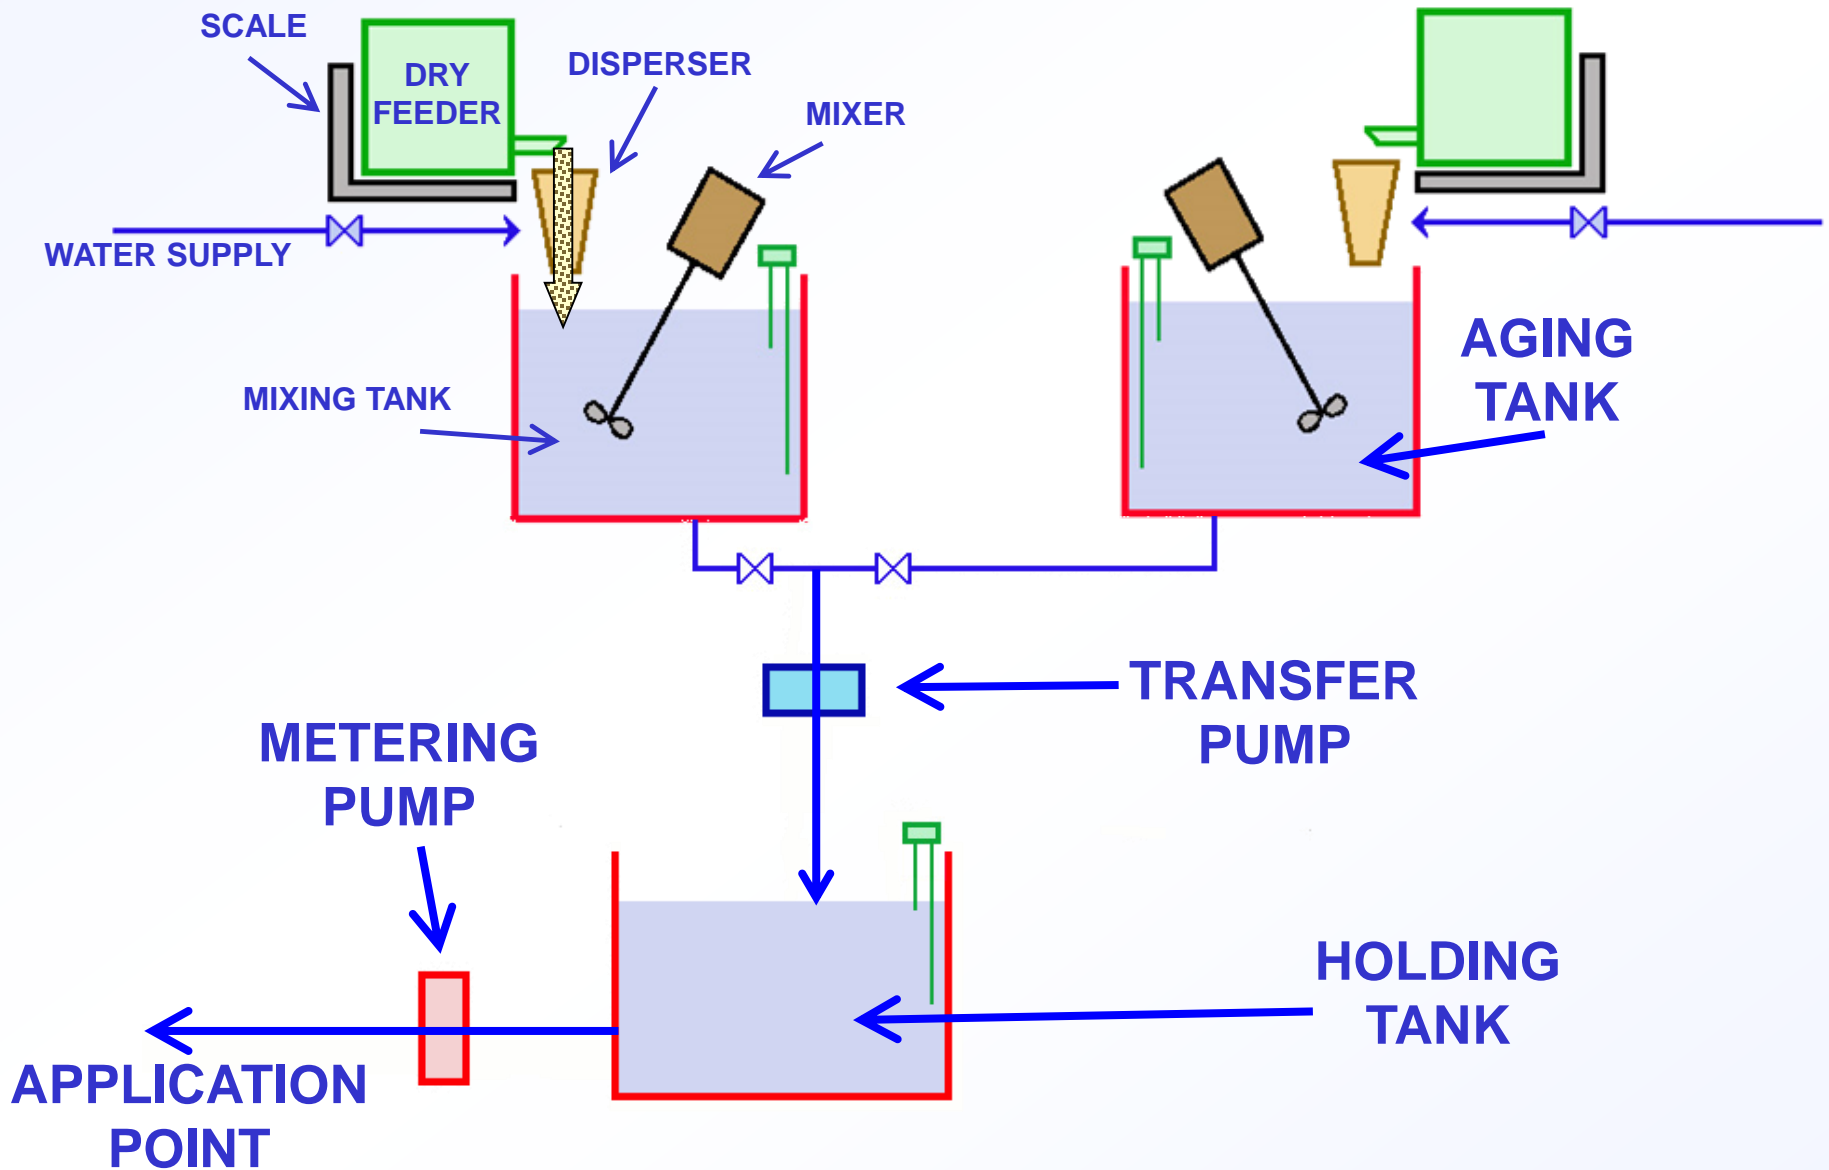 SCALE
DRY
FEEDER
DISPERSER
MIXER
WATER SUPPLY
MIXING TANK
AGING
TANK
TRANSFER
PUMP
METERING
PUMP
HOLDING
TANK
APPLICATION
POINT